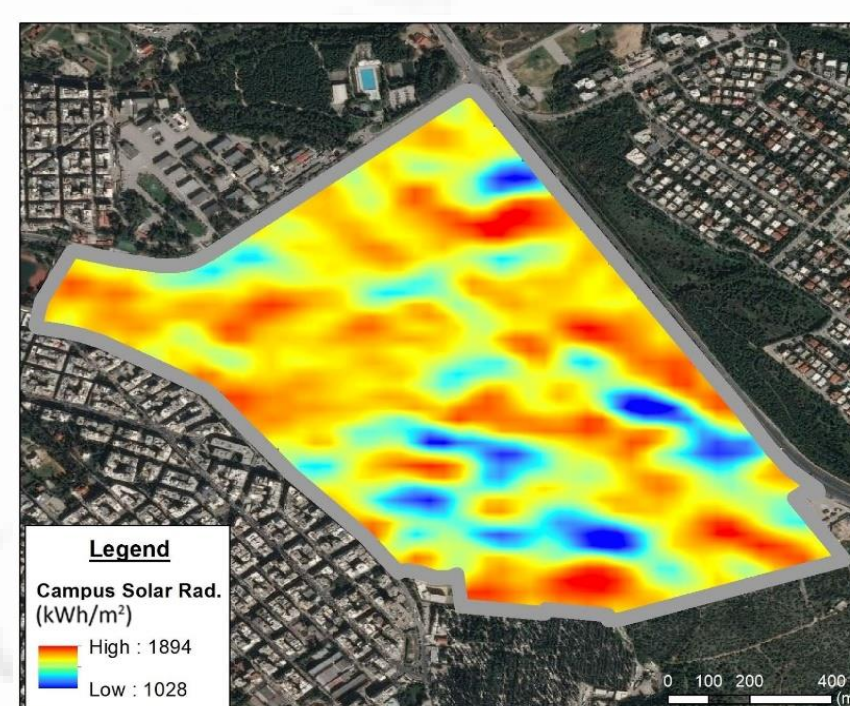 Legend
Campus Solar Rad.
(kWh/m²)
High : 1894
Low : 1028
0 100 200 400
(m